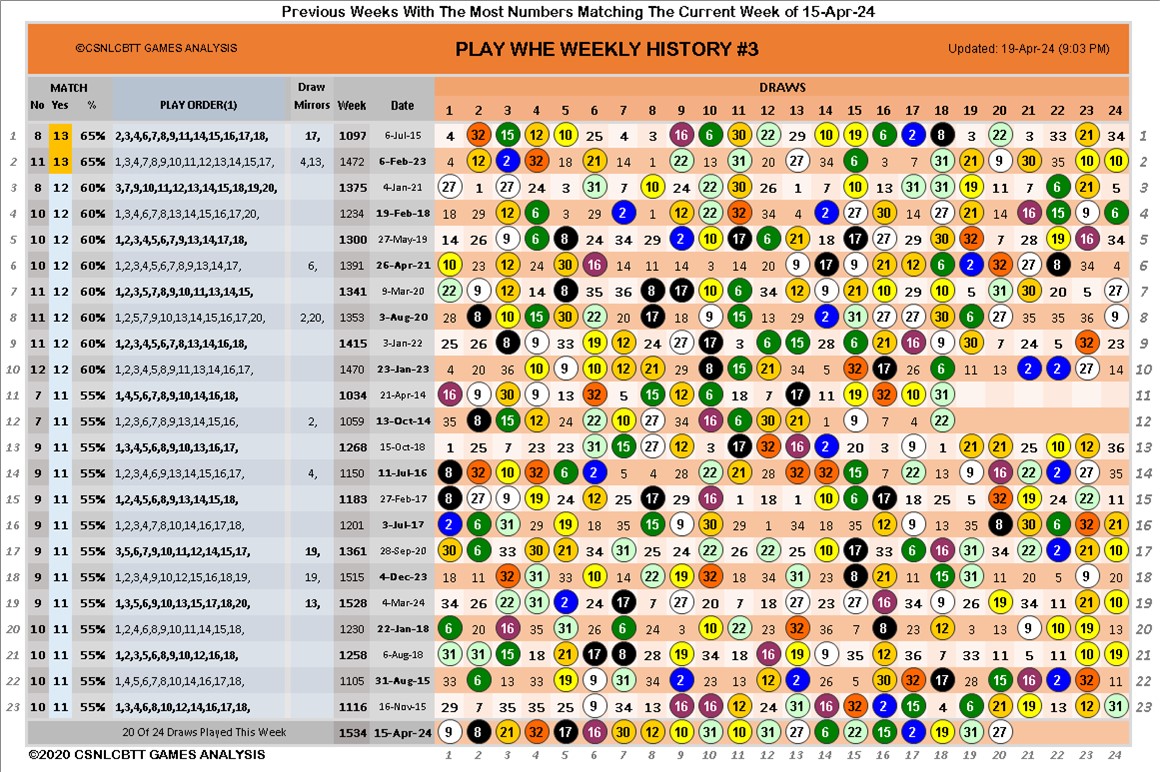 Previous Weeks With The Most Numbers Matching The Current Week of 15-Apr-24
©CSNLCBTT GAMES ANALYSIS PLAY WHE WEEKLY HISTORY #3 Updated: 19-Apr-24 (9:03 PM)
MATCH Draw DRAWS
No Yes % PLAY ORDER(1) Mirrors Week Date 1 2 3 4 5 6 7 8 9 10 11 12 13 14 15 16 17 18 19 20 21 22 23 24
1 8 13 65% 2,3,4,6,7,8,9,11,14,15,16,17,18, 17, 1097 6-Jul-15 4 32 15 12 10 25 4 3 16 6 30 22 29 10 19 6 2 8 3 22 3 33 21 34 1
2 11 13 65% 1,3,4,7,8,9,10,11,12,13,14,15,17, 4,13, 1472 6-Feb-23 4 12 2 32 18 21 14 1 22 13 31 20 27 34 6 3 7 31 21 9 30 35 10 10 2
3 8 12 60% 3,7,9,10,11,12,13,14,15,18,19,20, 1375 4-Jan-21 27 1 27 24 3 31 7 10 24 22 30 26 1 7 10 13 31 31 19 11 7 6 21 5 3
4 10 12 60% 1,3,4,6,7,8,13,14,15,16,17,20, 1234 19-Feb-18 18 29 12 6 3 29 2 1 12 22 32 34 4 2 27 30 14 27 21 14 16 15 9 6 4
5 10 12 60% 1,2,3,4,5,6,7,9,13,14,17,18, 1300 27-May-19 14 26 9 6 8 24 34 29 2 10 17 6 21 18 17 27 29 30 32 7 28 19 16 34 5
6 10 12 60% 1,2,3,4,5,6,7,8,9,13,14,17, 6, 1391 26-Apr-21 10 23 12 24 30 16 14 11 14 3 14 20 9 17 9 21 12 6 2 32 27 8 34 4 6
7 11 12 60% 1,2,3,5,7,8,9,10,11,13,14,15, 1341 9-Mar-20 22 9 12 14 8 35 36 8 17 10 6 34 12 9 21 10 29 10 5 31 30 20 5 27 7
8 11 12 60% 1,2,5,7,9,10,13,14,15,16,17,20, 2,20, 1353 3-Aug-20 28 8 10 15 30 22 20 17 18 9 15 13 29 2 31 27 27 30 6 27 35 35 36 9 8
9 11 12 60% 1,2,3,4,5,6,7,8,13,14,16,18, 1415 3-Jan-22 25 26 8 9 33 19 12 24 27 17 3 6 15 28 6 21 16 9 30 7 24 5 32 23 9
10 12 12 60% 1,2,3,4,5,8,9,11,13,14,16,17, 1470 23-Jan-23 4 20 36 10 9 10 12 21 29 8 15 21 34 5 32 17 26 6 11 13 2 2 27 14 10
11 7 11 55% 1,4,5,6,7,8,9,10,14,16,18, 1034 21-Apr-14 16 9 30 9 13 32 5 15 12 6 18 7 17 11 19 32 10 31 11
12 7 11 55% 1,2,3,6,7,8,13,14,15,16, 2, 1059 13-Oct-14 35 8 15 12 24 22 10 27 34 16 6 30 21 1 9 7 4 22 12
13 9 11 55% 1,3,4,5,6,8,9,10,13,16,17, 1268 15-Oct-18 1 25 7 23 23 31 15 27 12 3 17 32 16 2 20 3 9 1 21 21 25 10 12 36 13
14 9 11 55% 1,2,3,4,6,9,13,15,16,17, 4, 1150 11-Jul-16 8 32 10 32 6 2 5 4 28 22 21 28 32 32 15 7 22 13 9 16 22 2 27 35 14
15 9 11 55% 1,2,4,5,6,8,9,13,14,15,18, 1183 27-Feb-17 8 27 9 19 24 12 25 17 29 16 1 18 1 10 6 17 18 25 5 32 19 24 22 11 15
16 9 11 55% 1,2,3,4,7,8,10,14,16,17,18, 1201 3-Jul-17 2 6 31 29 19 18 35 15 9 30 29 1 34 18 35 12 9 13 35 8 30 6 32 21 16
17 9 11 55% 3,5,6,7,9,10,11,12,14,15,17, 19, 1361 28-Sep-20 30 6 33 30 21 34 31 25 24 22 26 22 14 10 17 33 6 16 31 34 22 2 21 10 17
18 9 11 55% 1,2,3,4,9,10,12,15,16,18,19, 19, 1515 4-Dec-23 18 11 32 31 33 10 14 22 19 32 18 34 31 23 8 21 11 15 31 11 20 5 9 20 18
19 9 11 55% 1,3,5,6,9,10,13,15,17,18,20, 13, 1528 4-Mar-24 34 26 22 31 2 24 17 7 27 20 7 18 27 23 27 16 34 9 26 19 34 11 21 10 19
20 10 11 55% 1,2,4,6,7,8,9,10,11,14,15,18, 1230 22-Jan-18 6 20 16 35 31 26 6 24 3 10 22 23 32 36 7 8 23 12 3 13 9 10 19 13 20
21 10 11 55% 1,2,3,5,6,8,9,10,12,16,18, 1258 6-Aug-18 31 31 15 18 21 17 8 28 19 34 18 16 19 9 35 12 36 7 33 11 5 11 10 19 21
22 10 11 55% 1,4,5,6,7,8,10,14,15,17,18, 1105 31-Aug-15 33 6 13 33 19 9 31 34 2 23 13 12 2 26 5 30 32 17 28 15 16 2 32 11 22
23 10 11 55% 1,3,4,6,8,10,12,14,16,17,18, 1116 16-Nov-15 29 7 35 35 25 9 34 13 16 16 12 24 31 16 32 2 15 4 6 21 19 13 12 31 23
20 Of 24 Draws Played This Week 1534 15-Apr-24 9 8 21 32 17 16 30 12 10 31 10 31 27 6 22 15 2 19 31 27
©2020 CSNLCBTT GAMES ANALYSIS 1 2 3 4 5 6 7 8 9 10 11 12 13 14 15 16 17 18 19 20 21 22 23 24